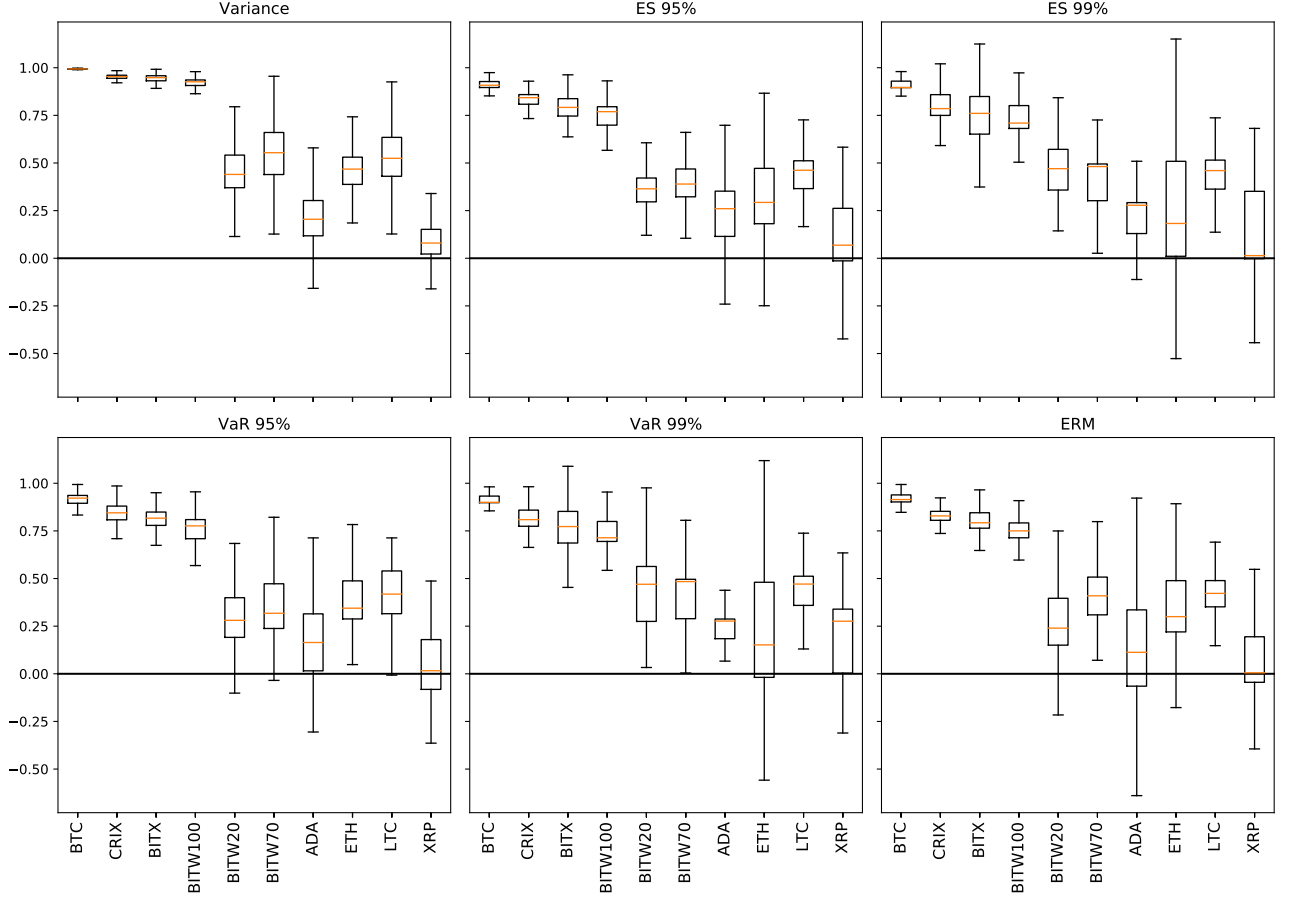 Variance
ES 95%
ES 99%
1.00
0.75
0.50
0.25
0.00
−0.25
−0.50
VaR 95%
VaR 99%
ERM
1.00
0.75
0.50
0.25
0.00
−0.25
−0.50
BTC
CRIX
BITX
BITW100
BITW20
BITW70
ADA
ETH
LTC
XRP
BTC
CRIX
BITX
BITW100
BITW20
BITW70
ADA
ETH
LTC
XRP
BTC
CRIX
BITX
BITW100
BITW20
BITW70
ADA
ETH
LTC
XRP